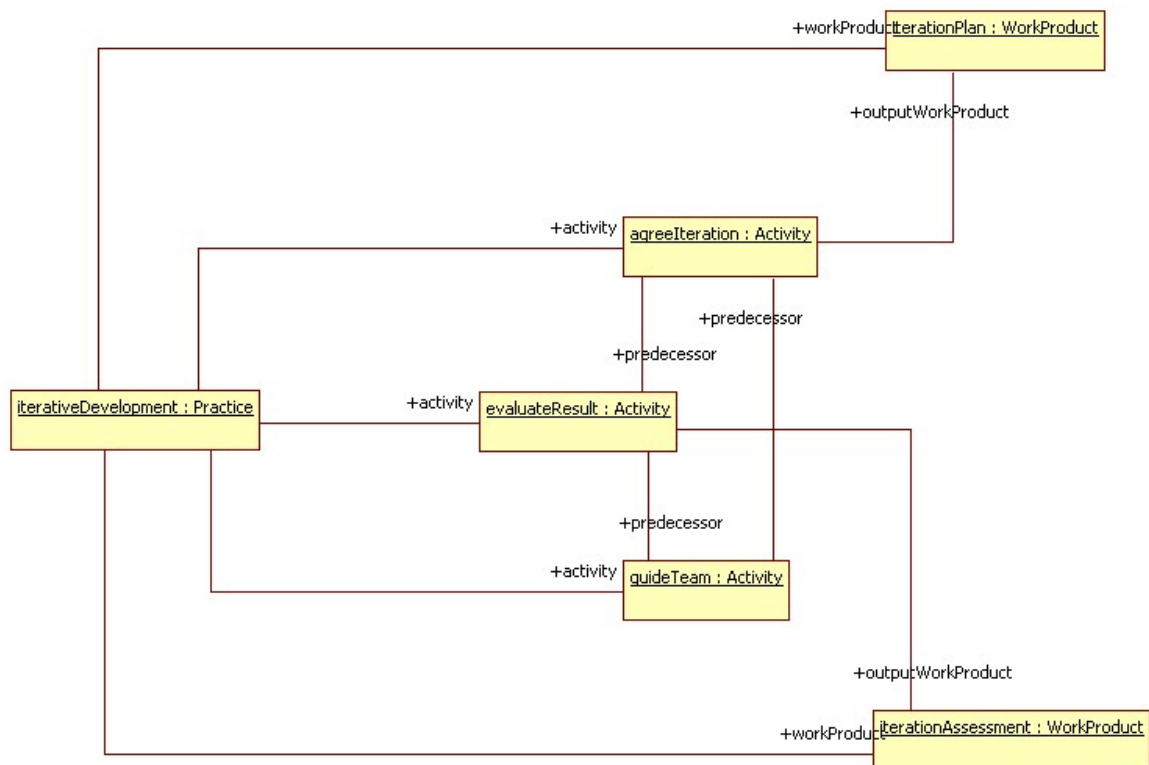 +workProduct
iterationPlan : WorkProduct
+outputWorkProduct
+activity
agreeIteration : Activity
+predecessor
+predecessor
iterativeDevelopment : Practice
+activity
evaluateResult : Activity
+predecessor
+activity
guideTeam : Activity
+outputWorkProduct
+workProduct
iterationAssessment : WorkProduct